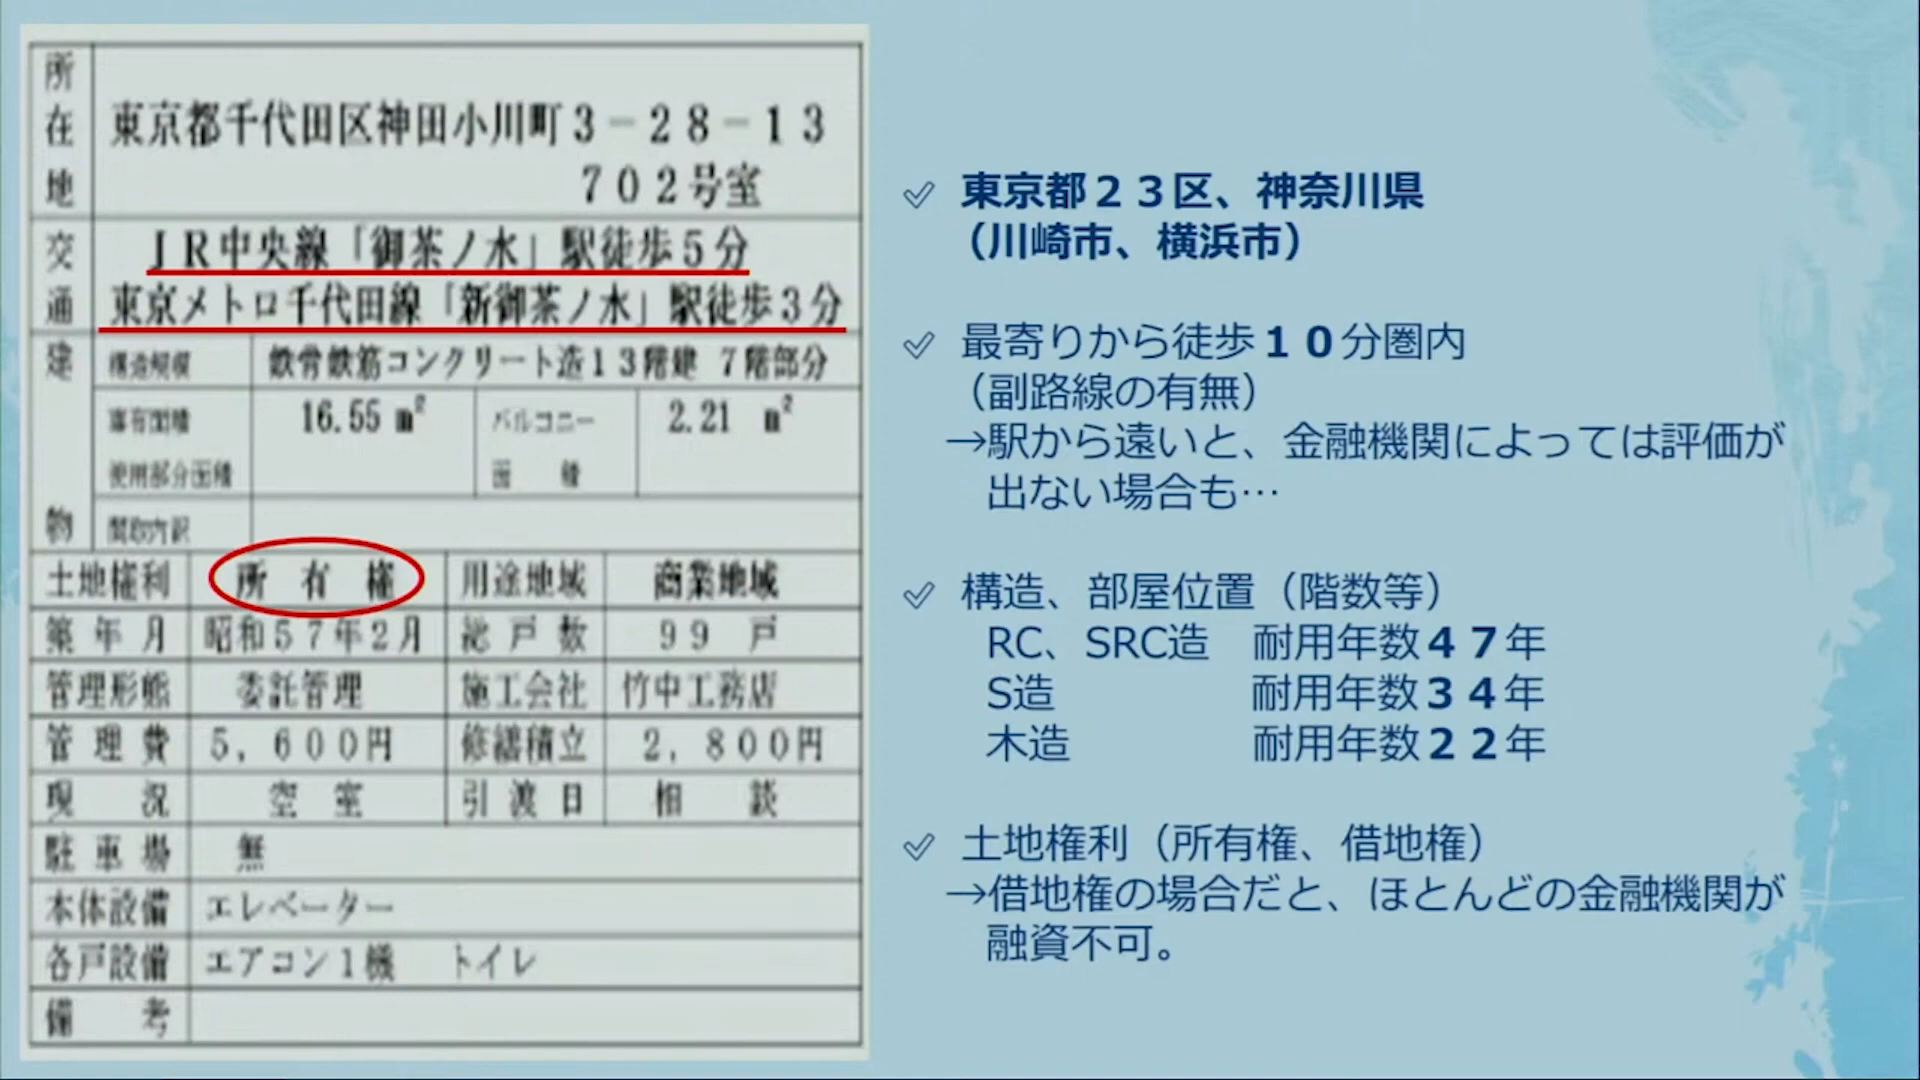 所在地
東京都千代田区神田小川町3-28-13
702号室
交通
JR中央線「御茶ノ水」駅徒歩5分
東京メトロ千代田線「新御茶ノ水」駅徒歩3分
建物
構造規模 鉄骨鉄筋コンクリート造13階建 7階部分
専有面積 16.55 m² バルコニー 2.21 m²
使用部分面積 面積
間取内訳
土地権利 所有権 用途地域 商業地域
築年月 昭和57年2月 総戸数 99戸
管理形態 委託管理 施工会社 竹中工務店
管理費 5,600円 修繕積立 2,800円
現況 空室 引渡日 相談
駐車場 無
本体設備 エレベーター
各戸設備 エアコン1機 トイレ
備考
✓ 東京都23区、神奈川県
（川崎市、横浜市）
✓ 最寄りから徒歩10分圏内
（副路線の有無）
→駅から遠いと、金融機関によっては評価が
出ない場合も…
✓ 構造、部屋位置（階数等）
RC、SRC造 耐用年数47年
S造 耐用年数34年
木造 耐用年数22年
✓ 土地権利（所有権、借地権）
→借地権の場合だと、ほとんどの金融機関が
融資不可。